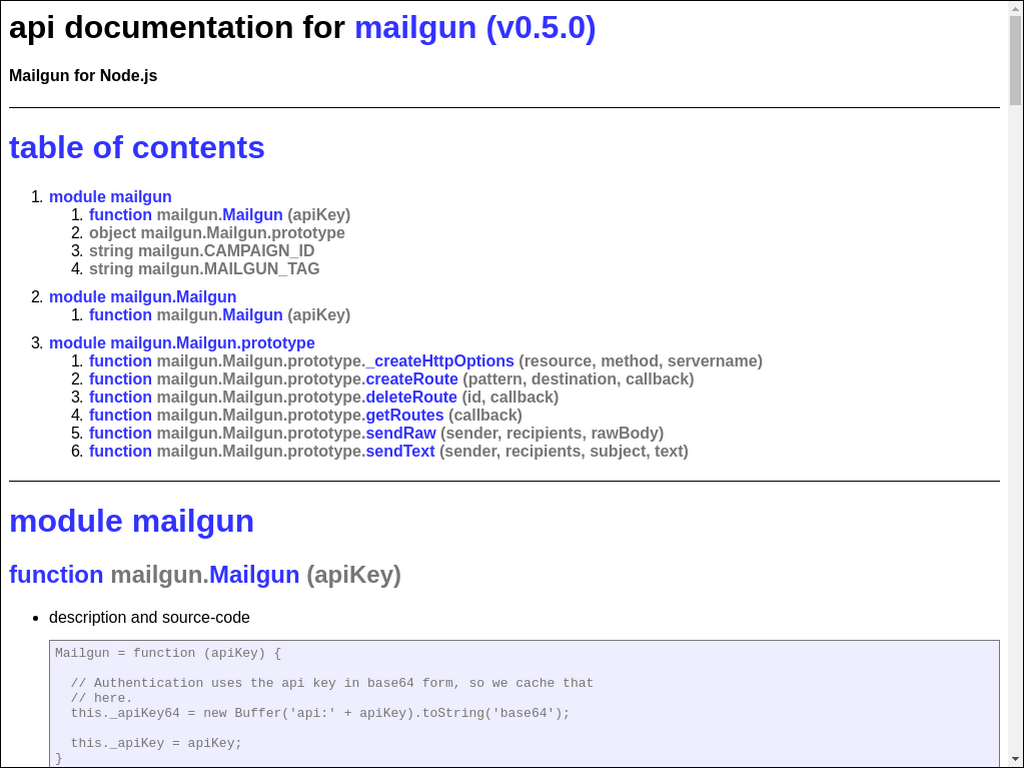 api documentation for mailgun (v0.5.0)
Mailgun for Node.js
table of contents
1. module mailgun
1. function mailgun.Mailgun (apiKey)
2. object mailgun.Mailgun.prototype
3. string mailgun.CAMPAIGN_ID
4. string mailgun.MAILGUN_TAG
2. module mailgun.Mailgun
1. function mailgun.Mailgun (apiKey)
3. module mailgun.Mailgun.prototype
1. function mailgun.Mailgun.prototype._createHttpOptions (resource, method, servername)
2. function mailgun.Mailgun.prototype.createRoute (pattern, destination, callback)
3. function mailgun.Mailgun.prototype.deleteRoute (id, callback)
4. function mailgun.Mailgun.prototype.getRoutes (callback)
5. function mailgun.Mailgun.prototype.sendRaw (sender, recipients, rawBody)
6. function mailgun.Mailgun.prototype.sendText (sender, recipients, subject, text)
module mailgun
function mailgun.Mailgun (apiKey)
• description and source-code
Mailgun = function (apiKey) {
// Authentication uses the api key in base64 form, so we cache that
// here.
this._apiKey64 = new Buffer('api:' + apiKey).toString('base64');
this._apiKey = apiKey;
}